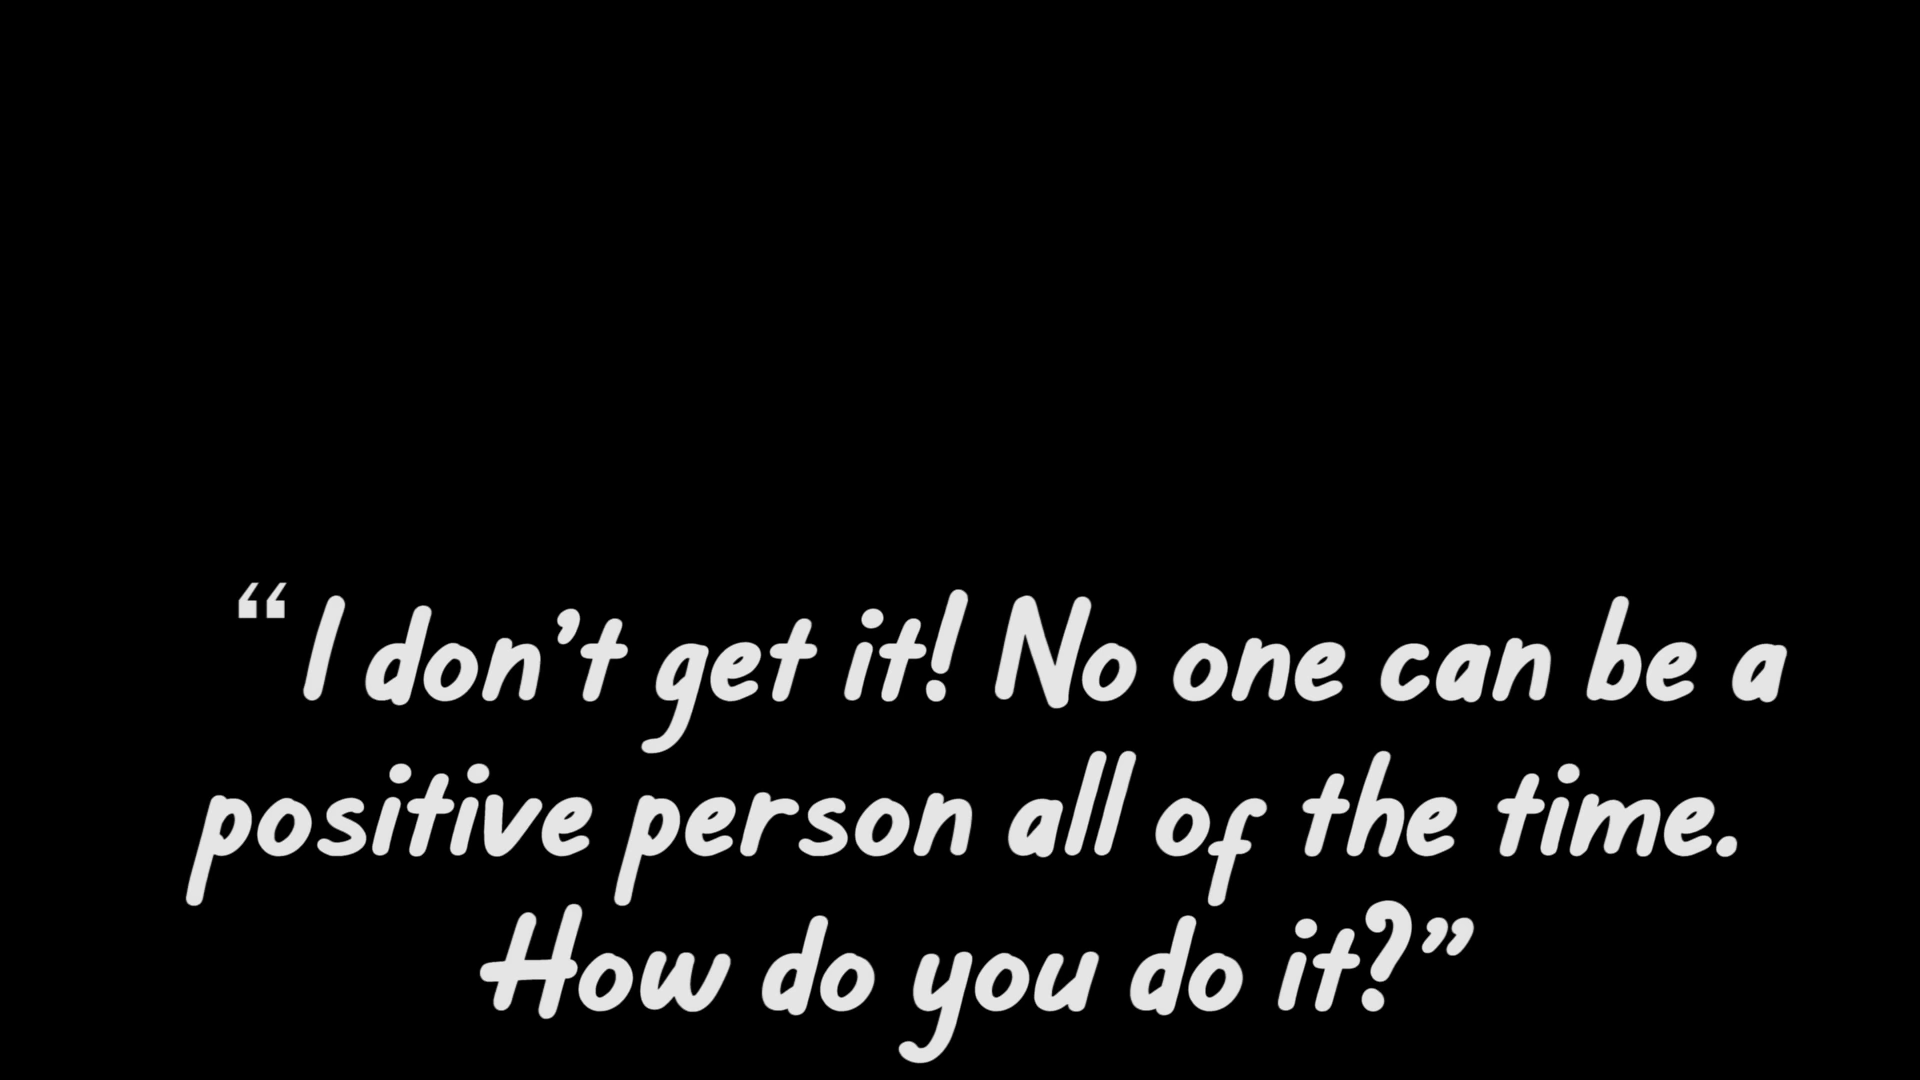 “I don’t get it! No one can be a
positive person all of the time.
How do you do it?”